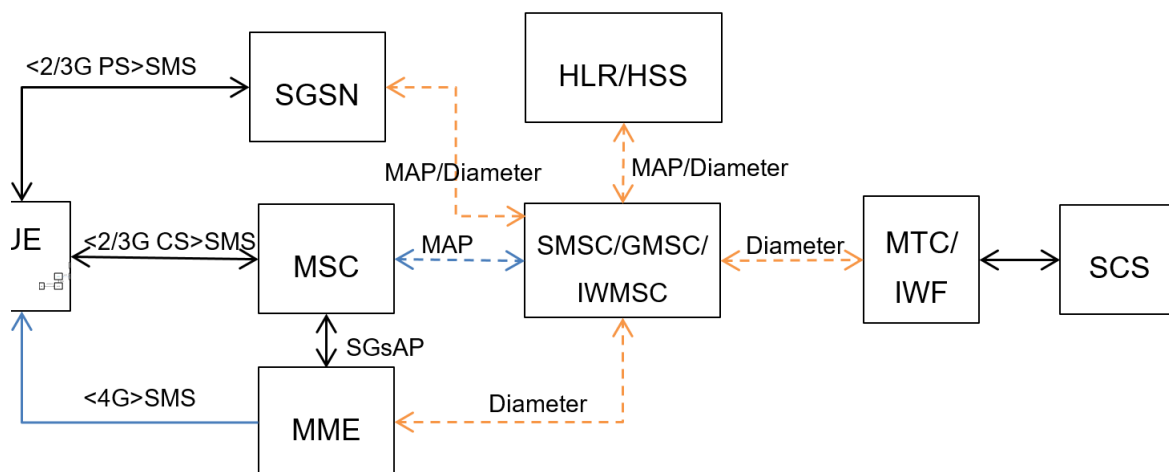 <2/3G PS>SMS
SGSN
HLR/HSS
MAP/Diameter
MAP/Diameter
UE
<2/3G CS>SMS
MSC
MAP
SMSC/GMSC/
IWMSC
Diameter
MTC/
IWF
SCS
SGsAP
<4G>SMS
MME
Diameter